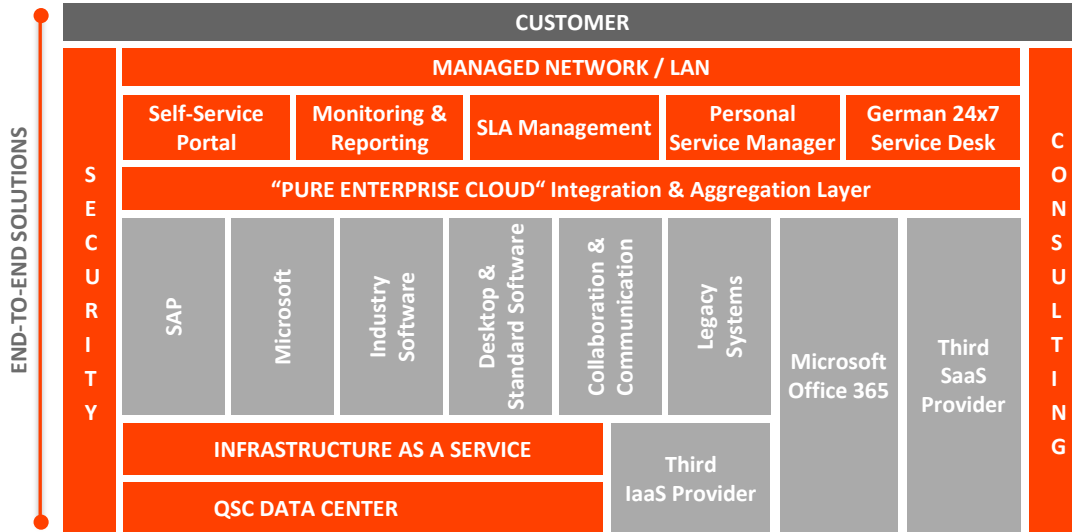 CUSTOMER
END-TO-END SOLUTIONS
SECURITY
MANAGED NETWORK / LAN
Self-Service
Portal
Monitoring &
Reporting
SLA Management
Personal
Service Manager
German 24x7
Service Desk
“PURE ENTERPRISE CLOUD“ Integration & Aggregation Layer
SAP
Microsoft
Industry
Software
Desktop &
Standard Software
Collaboration &
Communication
Legacy
Systems
Microsoft
Office 365
Third
SaaS
Provider
INFRASTRUCTURE AS A SERVICE
QSC DATA CENTER
Third
IaaS Provider
CONSULTING